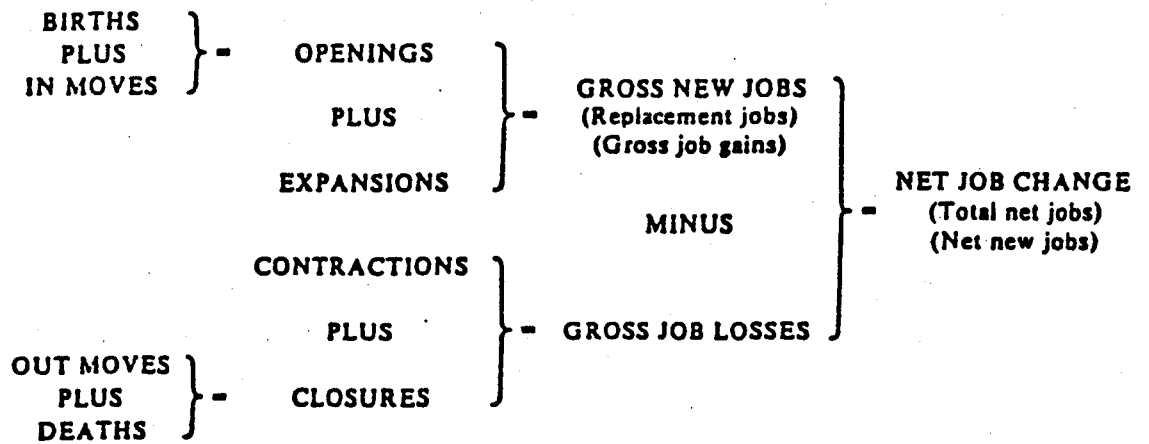 BIRTHS
PLUS
IN MOVES
} =
OPENINGS
PLUS
EXPANSIONS
} =
GROSS NEW JOBS
(Replacement jobs)
(Gross job gains)
MINUS
CONTRACTIONS
PLUS
OUT MOVES
PLUS
DEATHS
} =
CLOSURES
} =
GROSS JOB LOSSES
} =
NET JOB CHANGE
(Total net jobs)
(Net new jobs)